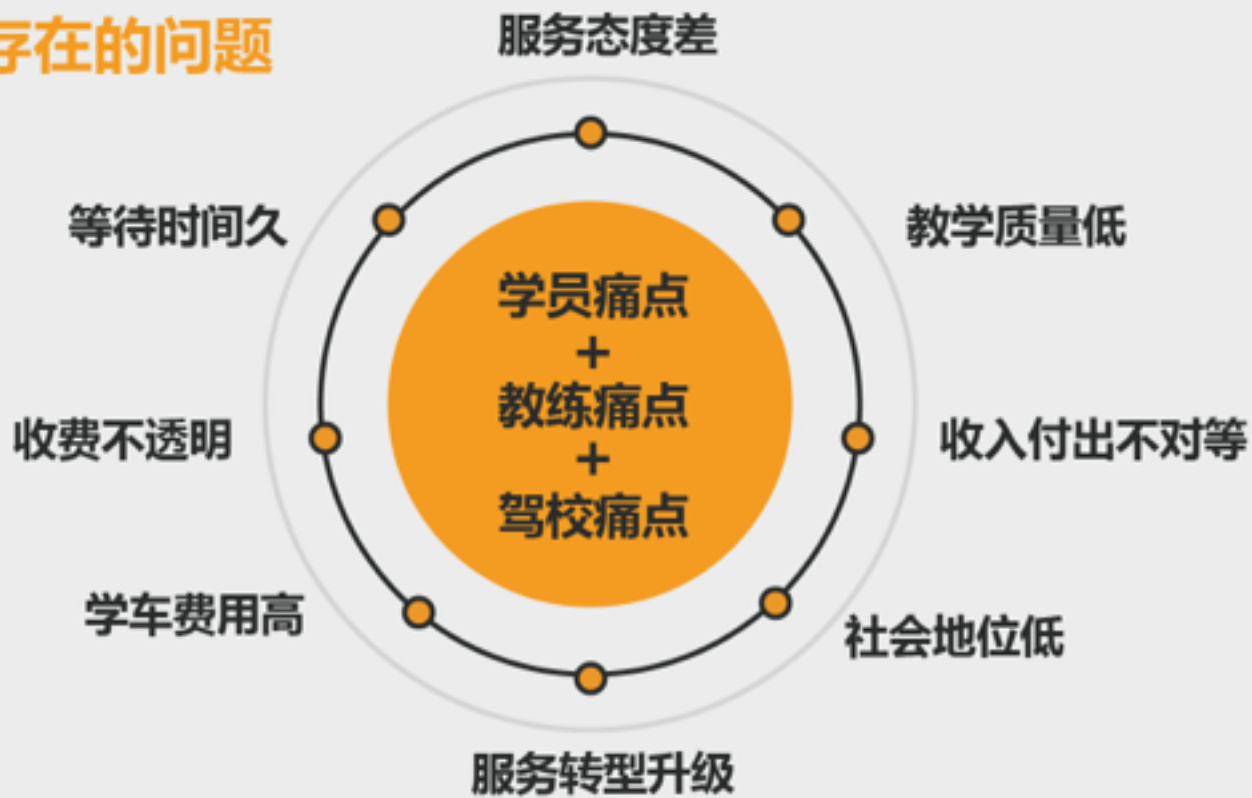 存在的问题
服务态度差
等待时间久
教学质量低
学员痛点
+
教练痛点
+
驾校痛点
收费不透明
收入付出不对等
学车费用高
社会地位低
服务转型升级